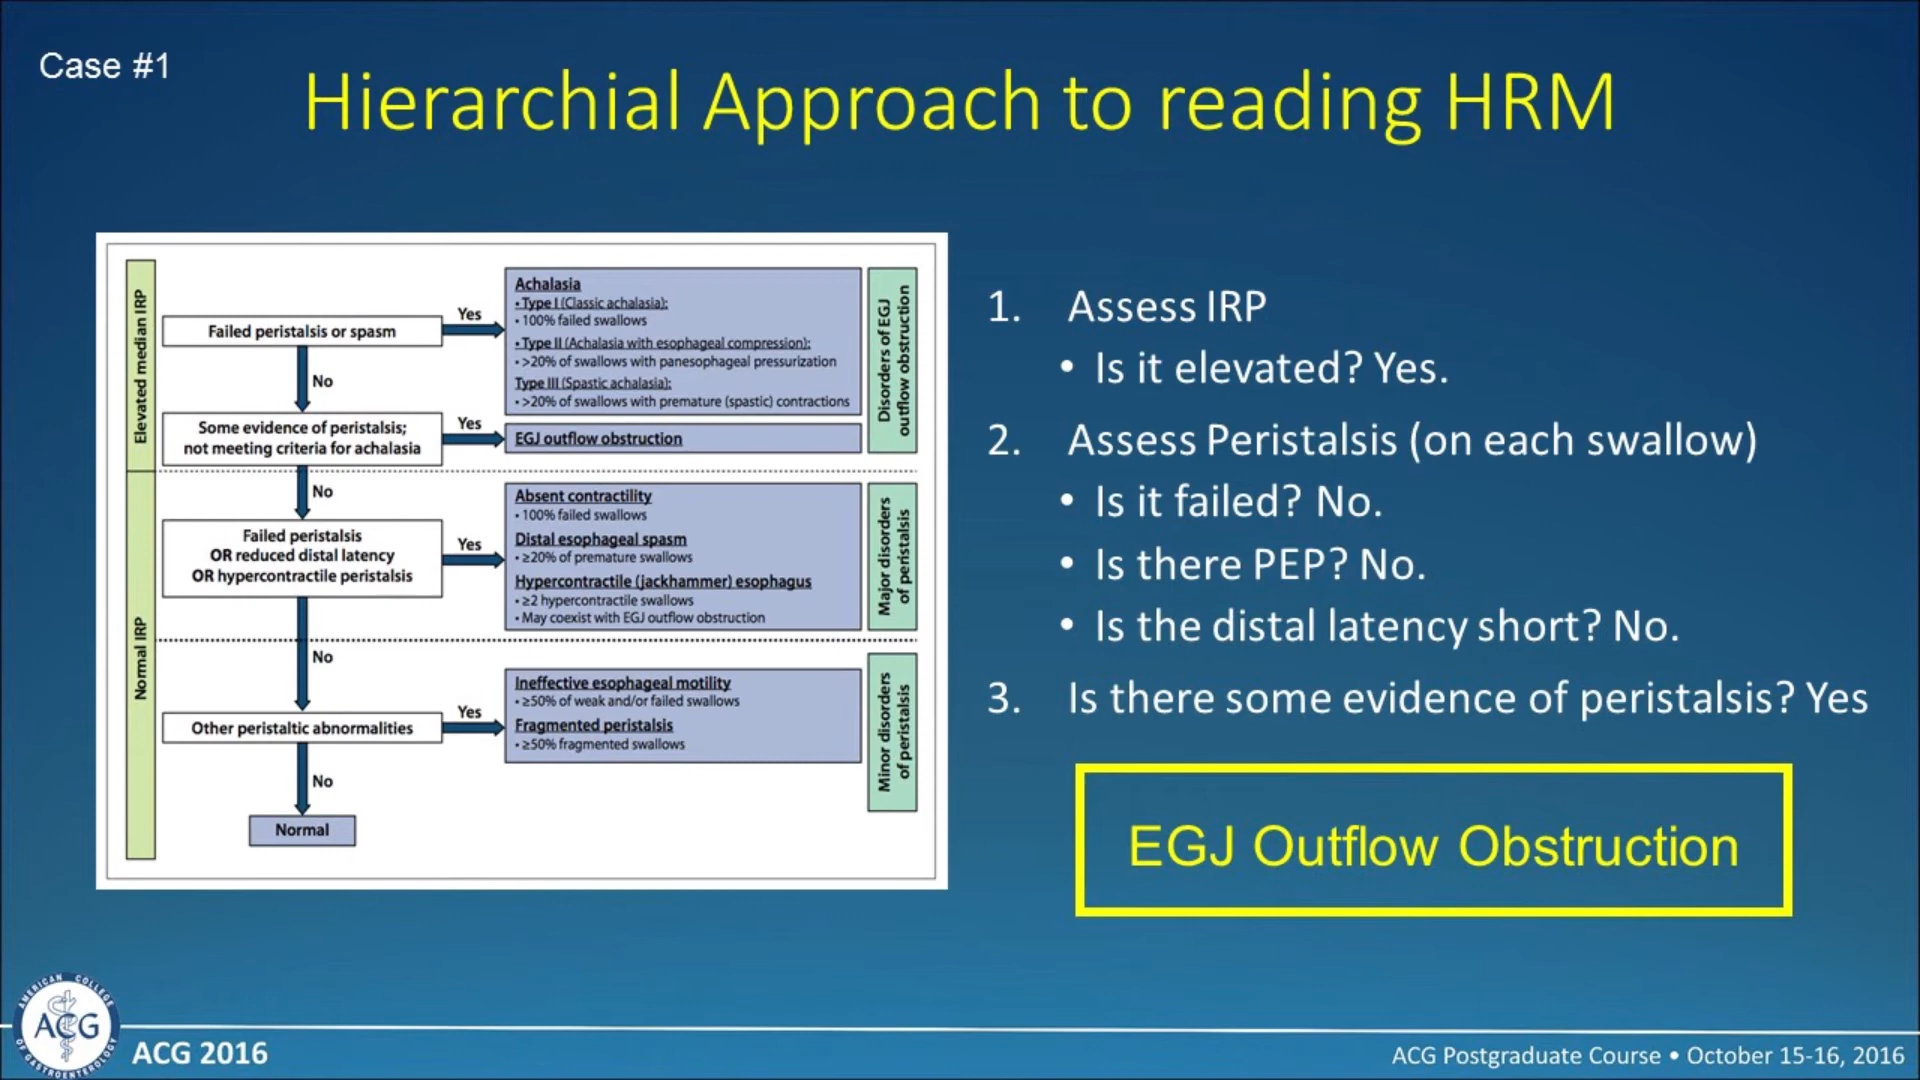 Case #1
Hierarchial Approach to reading HRM
Elevated median IRP
Normal IRP
Failed peristalsis or spasm
Yes
No
Achalasia
• Type I (Classic achalasia):
• 100% failed swallows
• Type II (Achalasia with esophageal compression):
• >20% of swallows with panesophageal pressurization
Type III (Spastic achalasia):
• >20% of swallows with premature (spastic) contractions
Disorders of EGJ
outflow obstruction
Some evidence of peristalsis;
not meeting criteria for achalasia
Yes
EGJ outflow obstruction
No
Failed peristalsis
OR reduced distal latency
OR hypercontractile peristalsis
Yes
Absent contractility
• 100% failed swallows
Distal esophageal spasm
• ≥20% of premature swallows
Hypercontractile (jackhammer) esophagus
• ≥2 hypercontractile swallows
• May coexist with EGJ outflow obstruction
Major disorders
of peristalsis
No
Other peristaltic abnormalities
Yes
Ineffective esophageal motility
• ≥50% of weak and/or failed swallows
Fragmented peristalsis
• ≥50% fragmented swallows
Minor disorders
of peristalsis
No
Normal
1. Assess IRP
• Is it elevated? Yes.
2. Assess Peristalsis (on each swallow)
• Is it failed? No.
• Is there PEP? No.
• Is the distal latency short? No.
3. Is there some evidence of peristalsis? Yes
EGJ Outflow Obstruction
AMERICAN COLLEGE
ACG
OF GASTROENTEROLOGY
ACG 2016
ACG Postgraduate Course • October 15-16, 2016